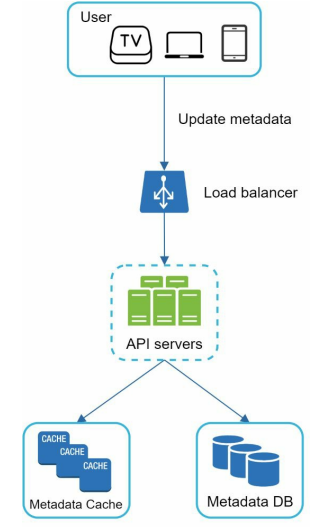 User
TV
Update metadata
Load balancer
API servers
CACHE
CACHE
CACHE
Metadata Cache
Metadata DB